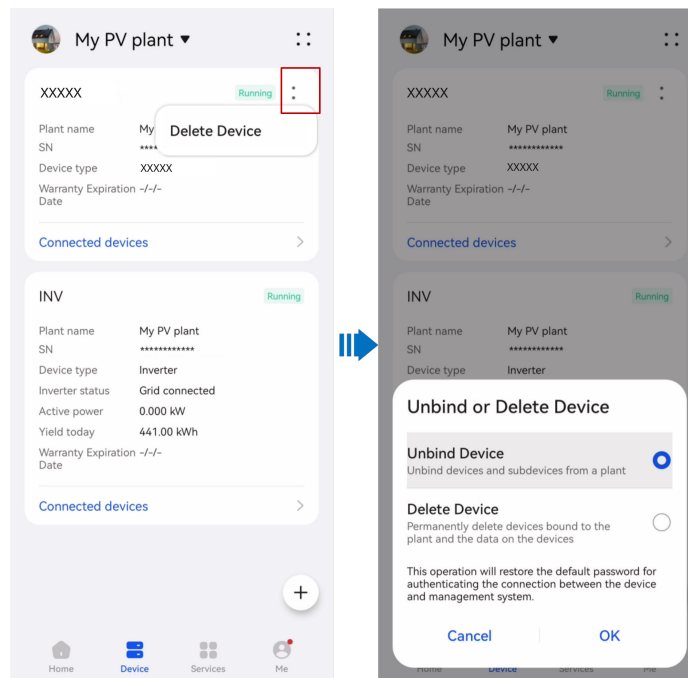 My PV plant ▼
XXXXX Running
Delete Device
Plant name My
SN ****
Device type XXXXX
Warranty Expiration -/-/-
Date
Connected devices
INV Running
Plant name My PV plant
SN ************
Device type Inverter
Inverter status Grid connected
Active power 0.000 kW
Yield today 441.00 kWh
Warranty Expiration -/-/-
Date
Connected devices
+
Home Device Services Me
My PV plant ▼
XXXXX Running
Plant name My PV plant
SN ************
Device type XXXXX
Warranty Expiration -/-/-
Date
Connected devices
INV Running
Plant name My PV plant
SN ************
Device type Inverter
Unbind or Delete Device
Unbind Device
Unbind devices and subdevices from a plant
Delete Device
Permanently delete devices bound to the
plant and the data on the devices
This operation will restore the default password for
authenticating the connection between the device
and management system.
Cancel OK
Home Device Services Me